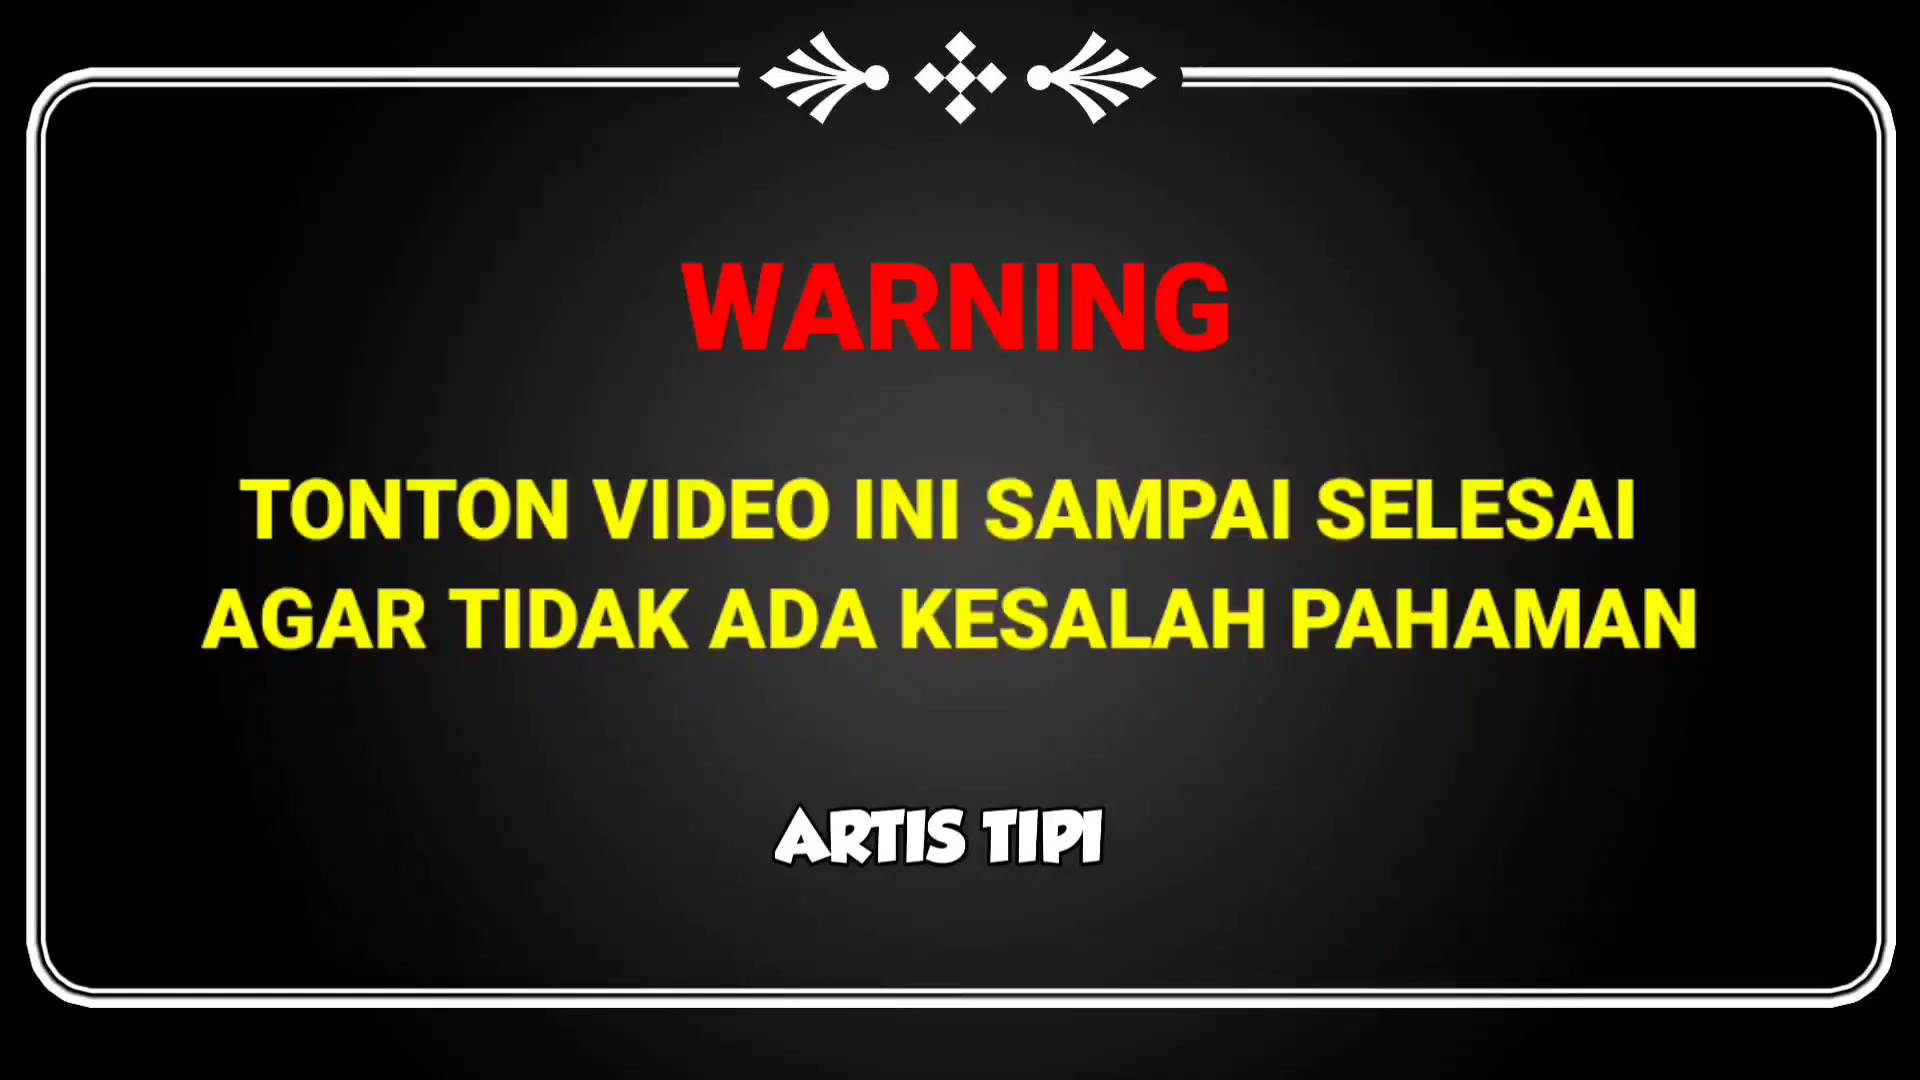 WARNING
TONTON VIDEO INI SAMPAI SELESAI
AGAR TIDAK ADA KESALAH PAHAMAN
ARTIS TIPI